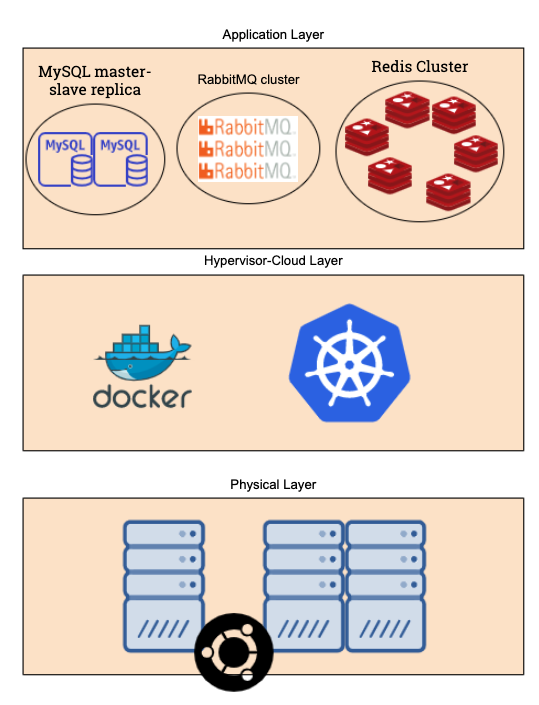 Application Layer
MySQL master-
slave replica
RabbitMQ cluster
Redis Cluster
MySQL
MySQL
RabbitMQ
RabbitMQ
RabbitMQ
Hypervisor-Cloud Layer
docker
Physical Layer